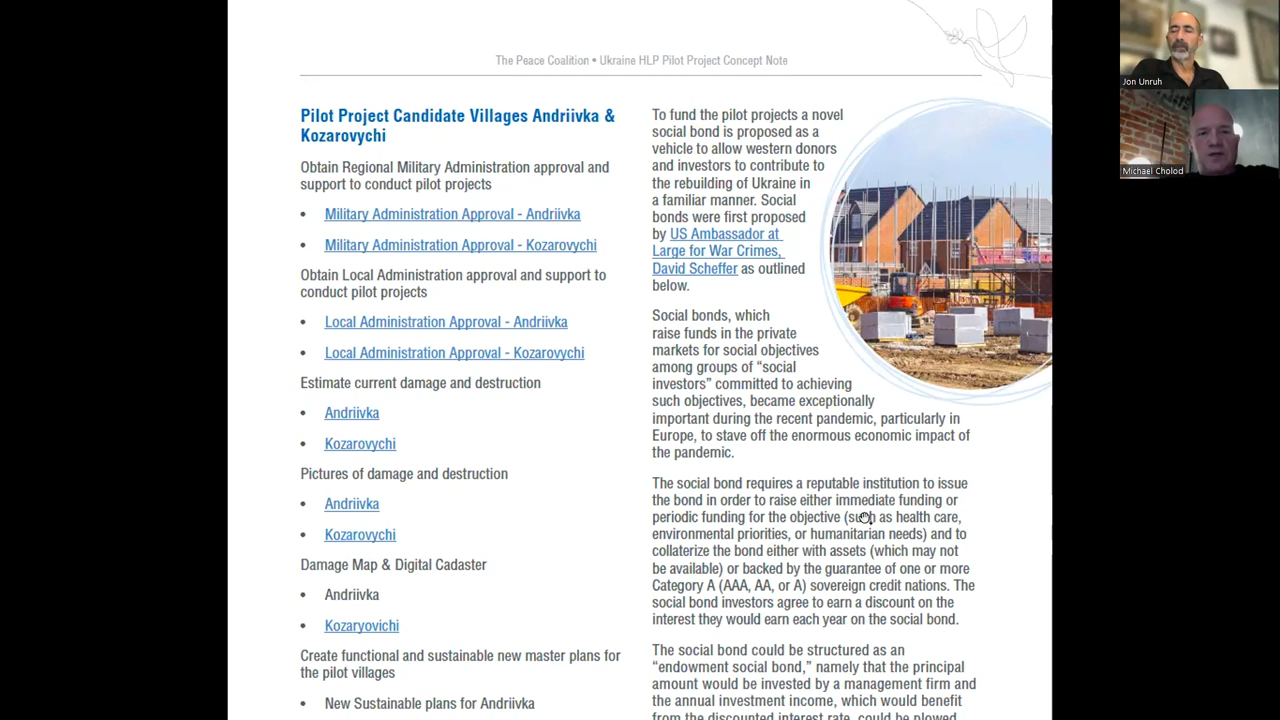 The Peace Coalition • Ukraine HLP Pilot Project Concept Note
Pilot Project Candidate Villages Andriivka &
Kozarovychi
Obtain Regional Military Administration approval and
support to conduct pilot projects
• Military Administration Approval - Andriivka
• Military Administration Approval - Kozarovychi
Obtain Local Administration approval and support to
conduct pilot projects
• Local Administration Approval - Andriivka
• Local Administration Approval - Kozarovychi
Estimate current damage and destruction
• Andriivka
• Kozarovychi
Pictures of damage and destruction
• Andriivka
• Kozarovychi
Damage Map & Digital Cadaster
• Andriivka
• Kozaryovichi
Create functional and sustainable new master plans for
the pilot villages
• New Sustainable plans for Andriivka
To fund the pilot projects a novel
social bond is proposed as a
vehicle to allow western donors
and investors to contribute to
the rebuilding of Ukraine in
a familiar manner. Social
bonds were first proposed
by US Ambassador at
Large for War Crimes,
David Scheffer as outlined
below.
Social bonds, which
raise funds in the private
markets for social objectives
among groups of “social
investors” committed to achieving
such objectives, became exceptionally
important during the recent pandemic, particularly in
Europe, to stave off the enormous economic impact of
the pandemic.
The social bond requires a reputable institution to issue
the bond in order to raise either immediate funding or
periodic funding for the objective (such as health care,
environmental priorities, or humanitarian needs) and to
collaterize the bond either with assets (which may not
be available) or backed by the guarantee of one or more
Category A (AAA, AA, or A) sovereign credit nations. The
social bond investors agree to earn a discount on the
interest they would earn each year on the social bond.
The social bond could be structured as an
“endowment social bond,” namely that the principal
amount would be invested by a management firm and
the annual investment income, which would benefit
from the discounted interest rate, could be plowed
Jon Unruh
Michael Cholod